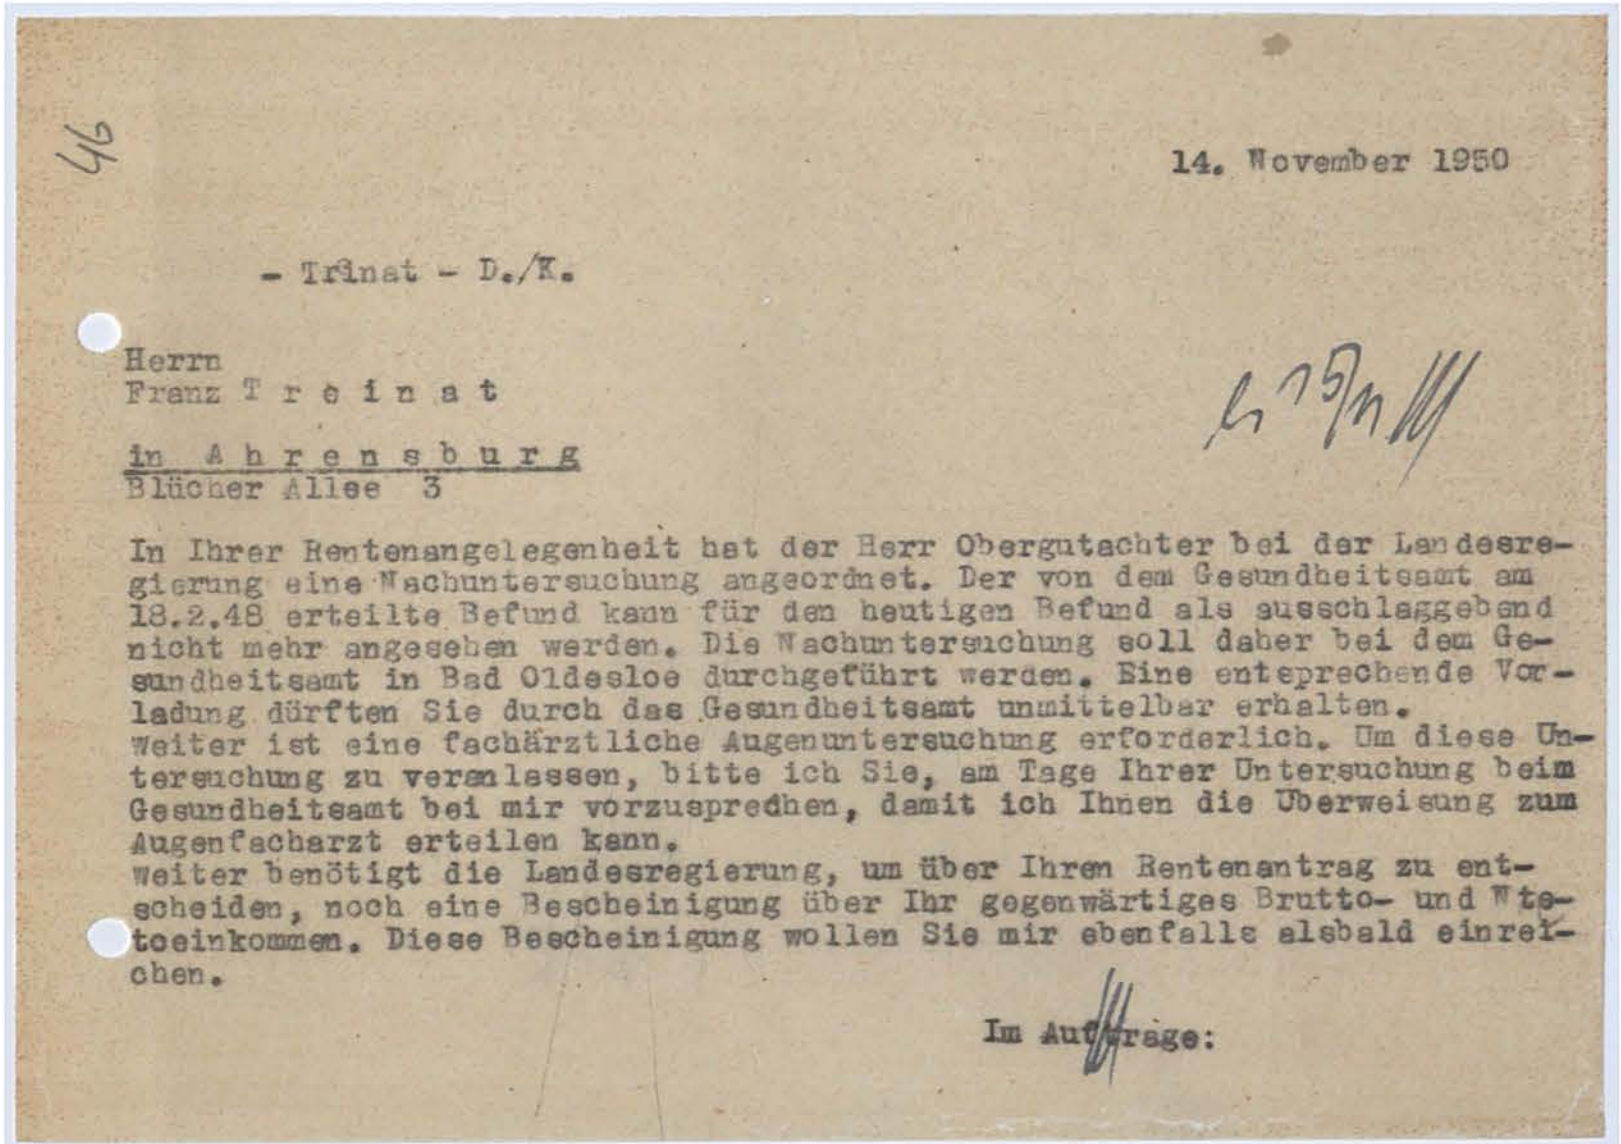 46
14. November 1950
- Trinat - D./K.
Herrn
Franz T r e i n a t
in A h r e n s b u r g
Blücher Allee 3
In Ihrer Rentenangelegenheit hat der Herr Obergutachter bei der Landesre-
gierung eine Nachuntersuchung angeordnet. Der von dem Gesundheitsamt am
18.2.48 erteilte Befund kann für den heutigen Befund als ausschlaggebend
nicht mehr angesehen werden. Die Nachuntersuchung soll daher bei dem Ge-
sundheitsamt in Bad Oldesloe durchgeführt werden. Eine entsprechende Vor-
ladung dürften Sie durch das Gesundheitsamt unmittelbar erhalten.
Weiter ist eine fachärztliche Augenuntersuchung erforderlich. Um diese Un-
tersuchung zu veranlassen, bitte ich Sie, am Tage Ihrer Untersuchung beim
Gesundheitsamt bei mir vorzusprechen, damit ich Ihnen die Überweisung zum
Augenfacharzt erteilen kann.
Weiter benötigt die Landesregierung, um über Ihren Rentenantrag zu ent-
scheiden, noch eine Bescheinigung über Ihr gegenwärtiges Brutto- und Nte-
toeinkommen. Diese Bescheinigung wollen Sie mir ebenfalls alsbald einrei-
chen.
Im Auftrage: